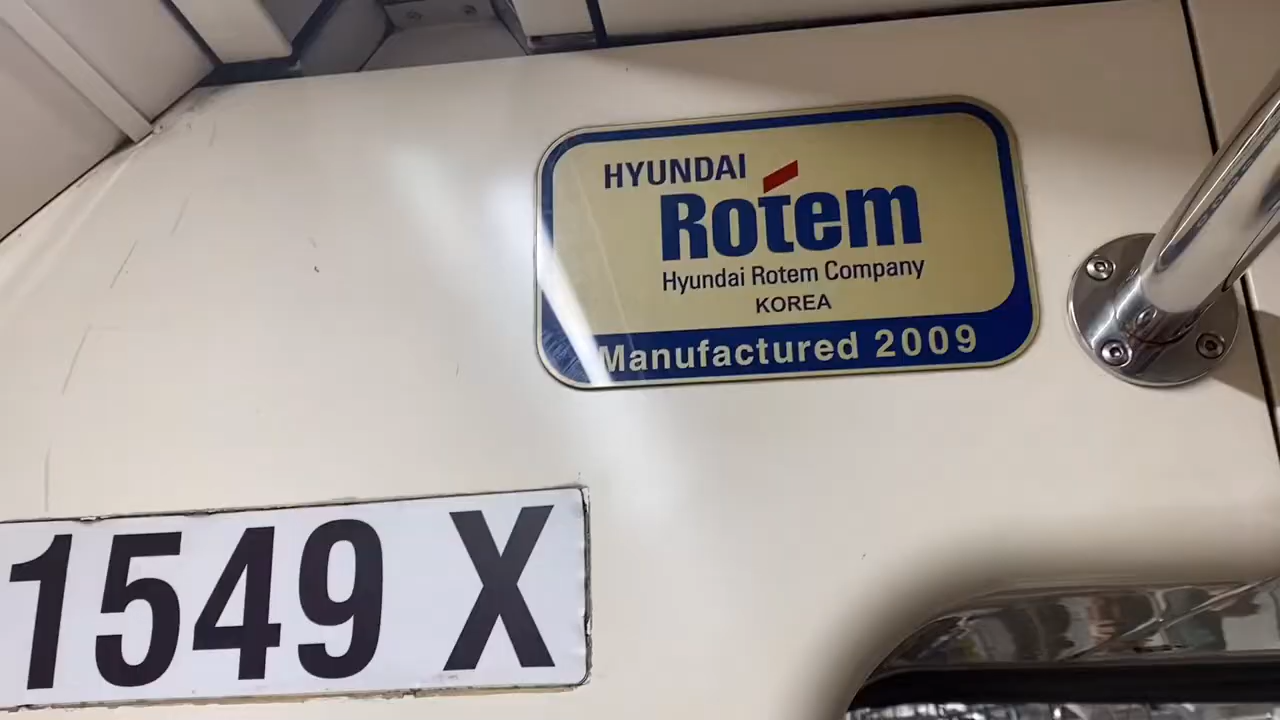 HYUNDAI
Rotem
Hyundai Rotem Company
KOREA
Manufactured 2009
1549 X